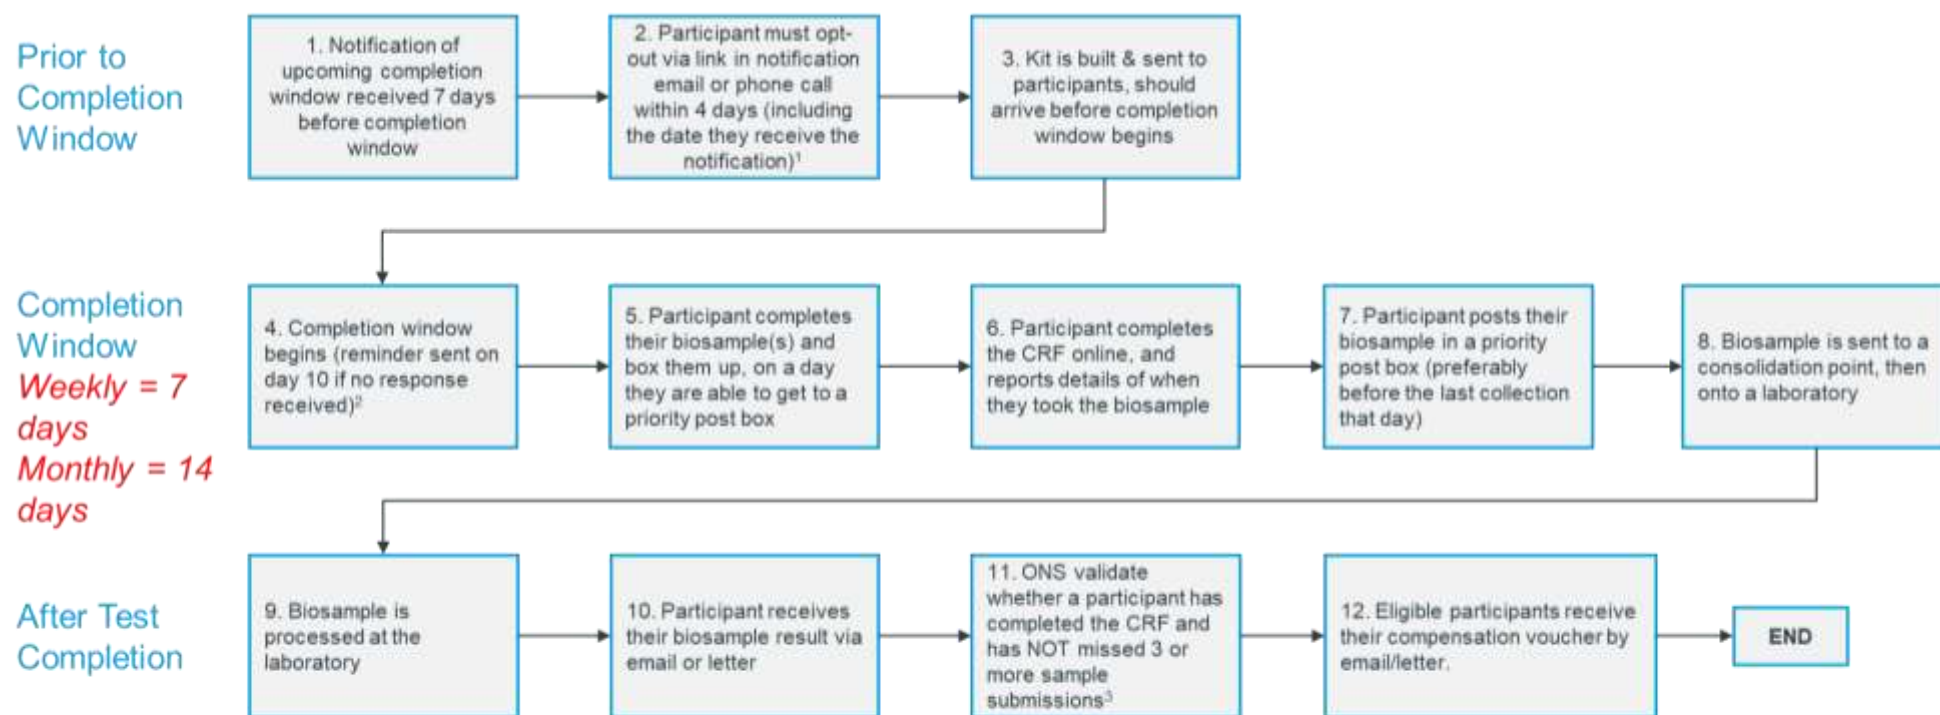 Prior to
Completion
Window
1. Notification of
upcoming completion
window received 7 days
before completion
window
2. Participant must opt-
out via link in notification
email or phone call
within 4 days (including
the date they receive the
notification)¹
3. Kit is built & sent to
participants, should
arrive before completion
window begins
Completion
Window
Weekly = 7
days
Monthly = 14
days
4. Completion window
begins (reminder sent on
day 10 if no response
received)²
5. Participant completes
their biosample(s) and
box them up, on a day
they are able to get to a
priority post box
6. Participant completes
the CRF online, and
reports details of when
they took the biosample
7. Participant posts their
biosample in a priority
post box (preferably
before the last collection
that day)
8. Biosample is sent to a
consolidation point, then
onto a laboratory
After Test
Completion
9. Biosample is
processed at the
laboratory
10. Participant receives
their biosample result via
email or letter
11. ONS validate
whether a participant has
completed the CRF and
has NOT missed 3 or
more sample
submissions³
12. Eligible participants receive
their compensation voucher by
email/letter.
END